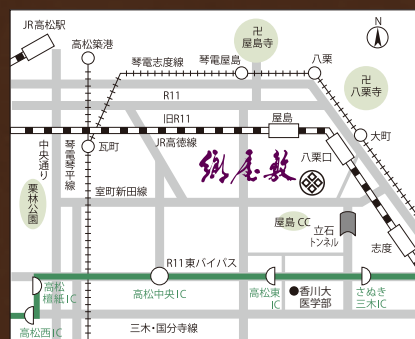 JR高松駅
高松築港
N
卍
屋島寺
琴電志度線
琴電屋島
八栗
卍
八栗寺
R11
旧R11
屋島
大町
中央通り
琴電琴平線
瓦町
JR高徳線
八栗口
郷屋敷
栗林公園
室町新田線
屋島CC
立石
トンネル
志度
R11東バイパス
高松
檀紙IC
高松中央IC
高松東
IC
香川大
医学部
さぬき
三木IC
高松西IC
三木・国分寺線